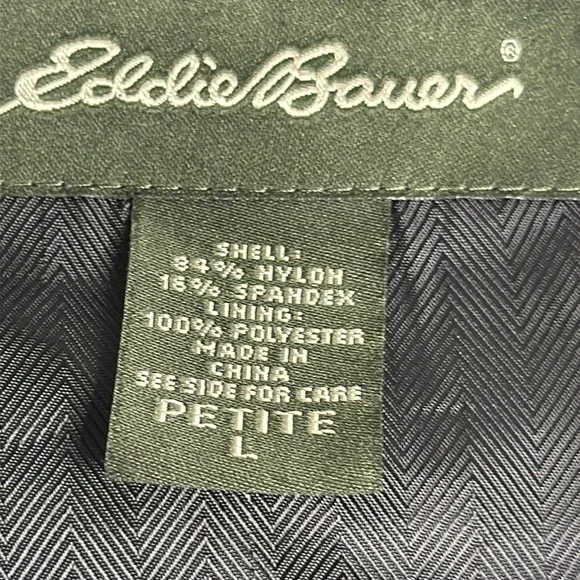 Eddie Bauer ®
SHELL:
84% NYLON
16% SPANDEX
LINING:
100% POLYESTER
MADE IN
CHINA
SEE SIDE FOR CARE
PETITE
L